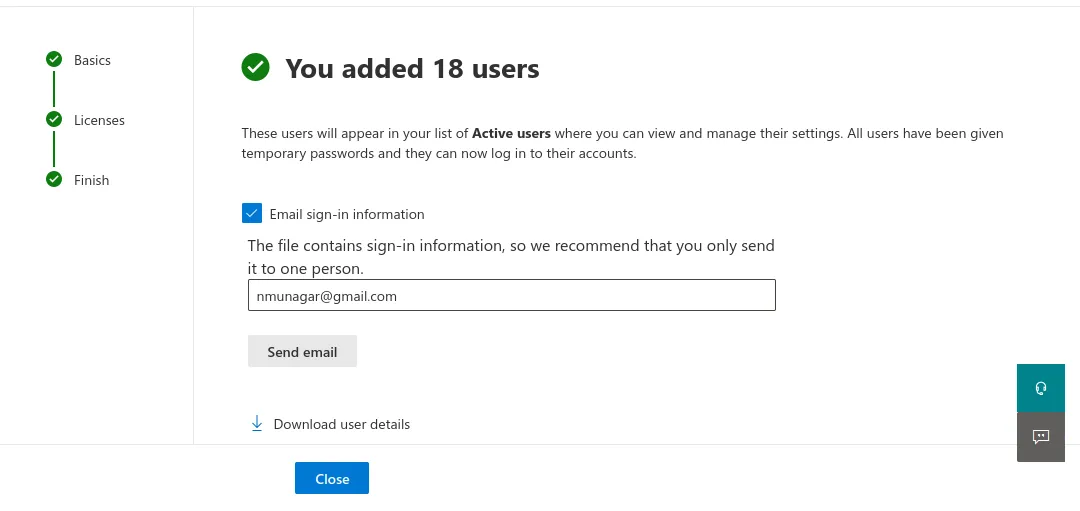 Basics
Licenses
Finish
You added 18 users
These users will appear in your list of Active users where you can view and manage their settings. All users have been given
temporary passwords and they can now log in to their accounts.
Email sign-in information
The file contains sign-in information, so we recommend that you only send
it to one person.
nmunagar@gmail.com
Send email
Download user details
Close